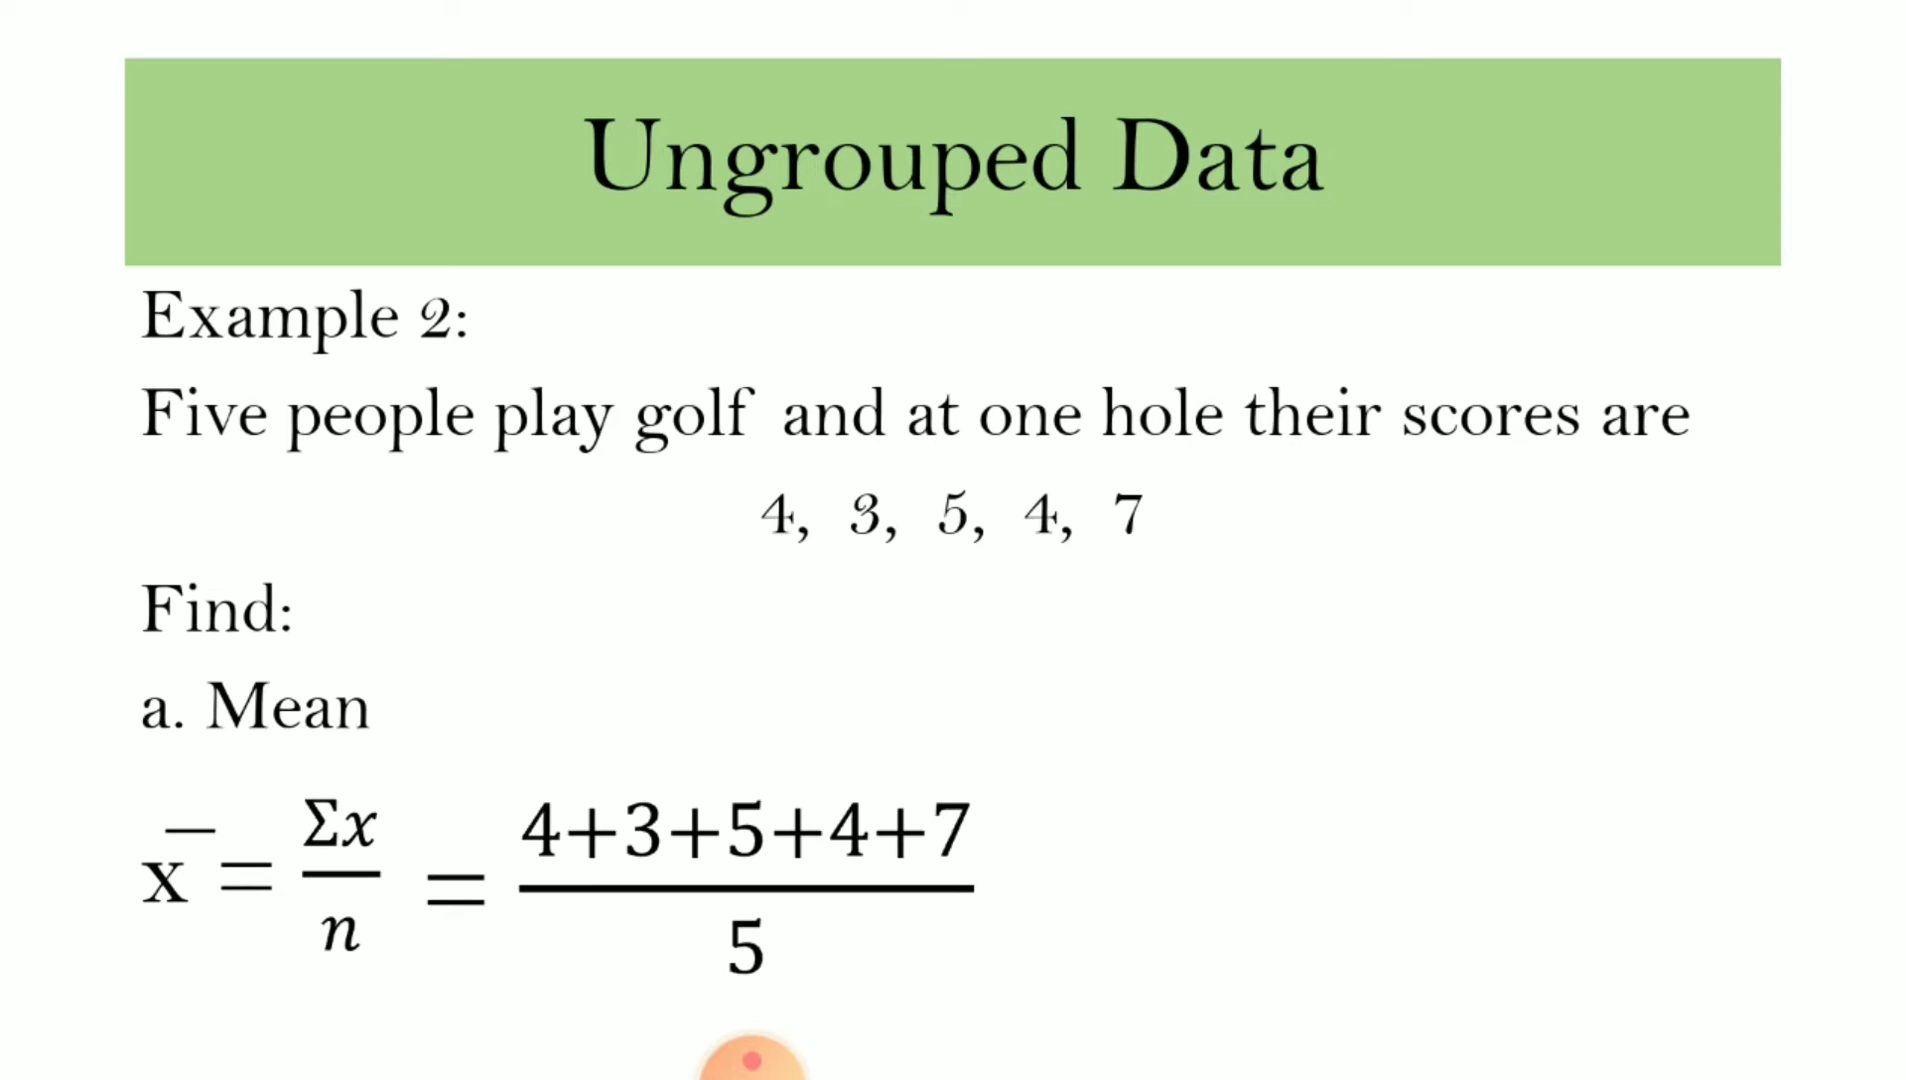 Ungrouped Data
Example 2:
Five people play golf and at one hole their scores are
4, 3, 5, 4, 7
Find:
a. Mean
x̄ = Σx/n = 4+3+5+4+7/5